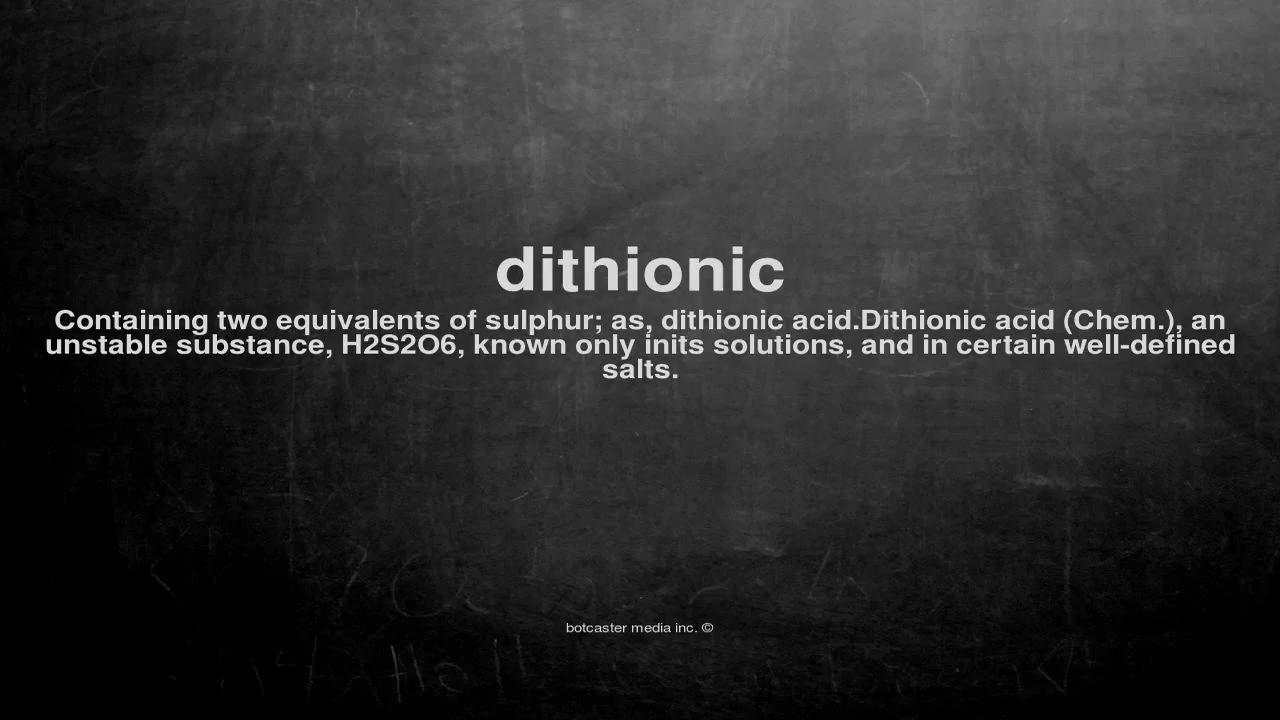 dithionic
Containing two equivalents of sulphur; as, dithionic acid.Dithionic acid (Chem.), an
unstable substance, H2S2O6, known only inits solutions, and in certain well-defined
salts.
botcaster media inc. ©